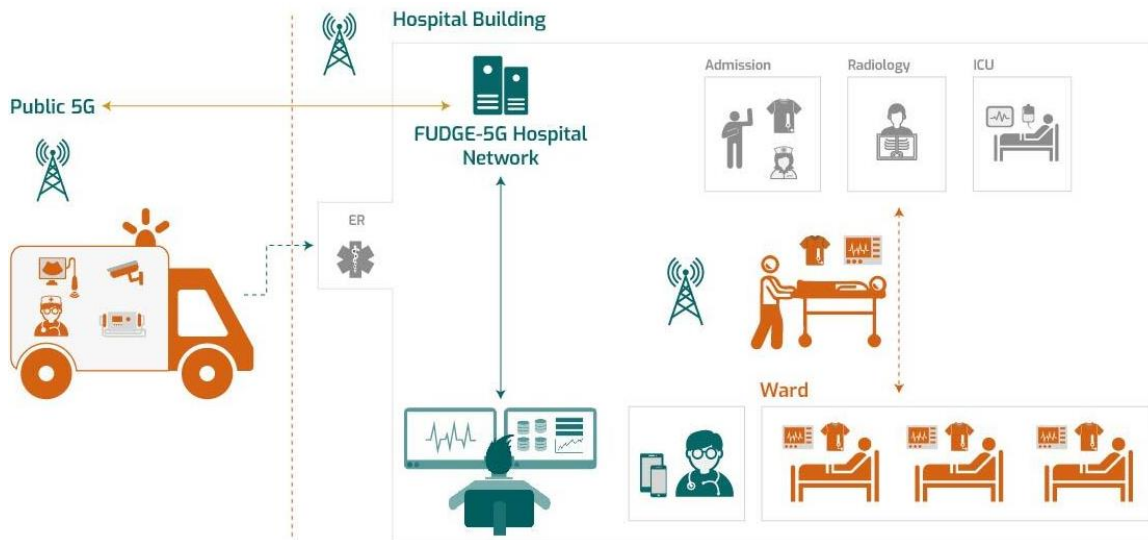 Hospital Building
Public 5G
FUDGE-5G Hospital
Network
Admission
Radiology
ICU
ER
Ward